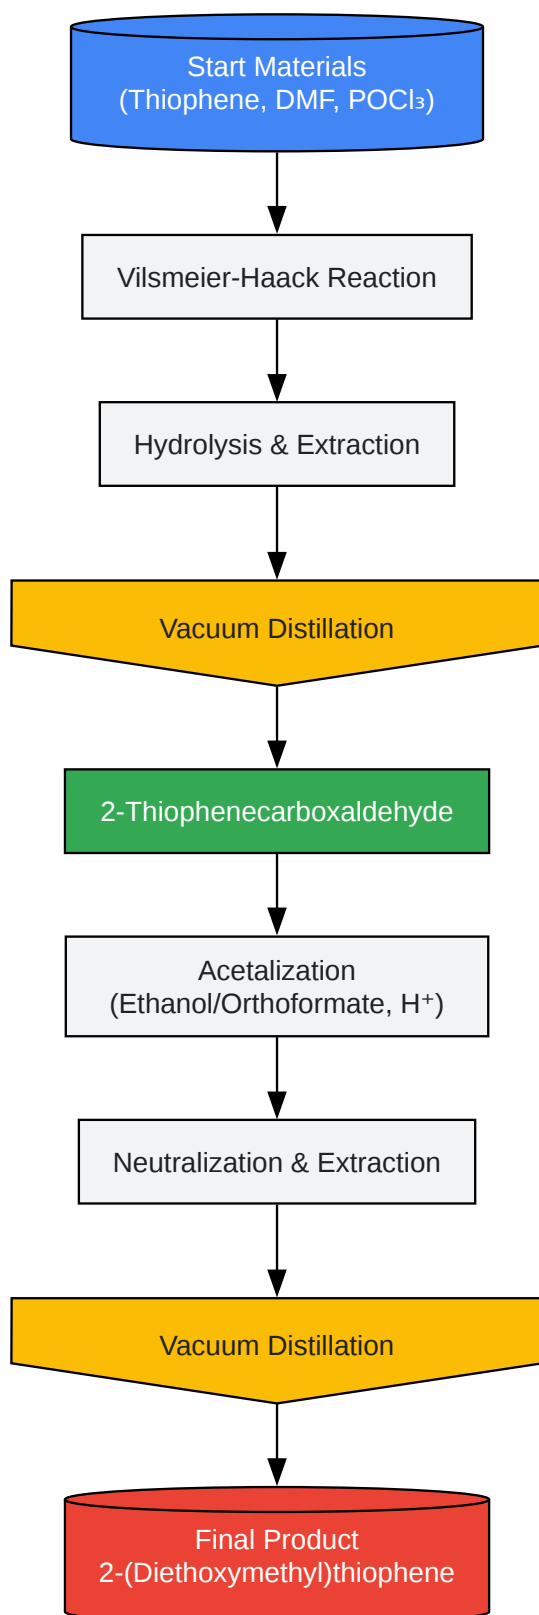 Start Materials
(Thiophene, DMF, POCl₃)
Vilsmeier-Haack Reaction
Hydrolysis & Extraction
Vacuum Distillation
2-Thiophenecarboxaldehyde
Acetalization
(Ethanol/Orthoformate, H⁺)
Neutralization & Extraction
Vacuum Distillation
Final Product
2-(Diethoxymethyl)thiophene